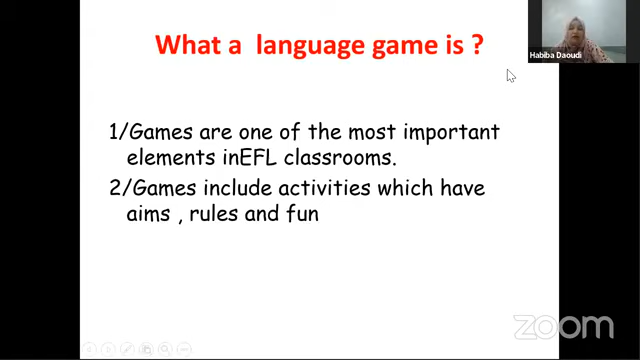 What a language game is ?
Habiba Daoudi
1/Games are one of the most important
elements inEFL classrooms.
2/Games include activities which have
aims , rules and fun
zoom